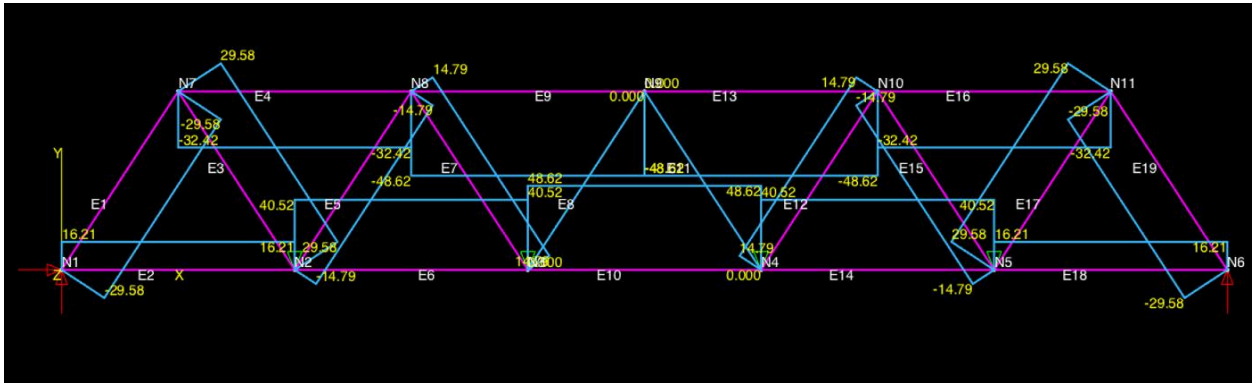 29.58
14.79
29.58
N7
N8
0.000
14.79
N10
N11
E4
E9
0.000
E13
-14.79
E16
-14.79
-29.58
-29.58
-32.42
-32.42
-32.42
-32.42
Y
E3
E7
-48.62
E15
E19
-48.62
48.62
-48.62
40.52
48.62
40.52
E1
40.52
E5
E8
E12
40.52
E17
16.21
29.58
16.21
16.21
29.58
14.79
16.21
N1
N2
N4
N5
N6
Z
E2
X
-14.79
E6
E10
0.000
E14
E18
-29.58
-14.79
-29.58